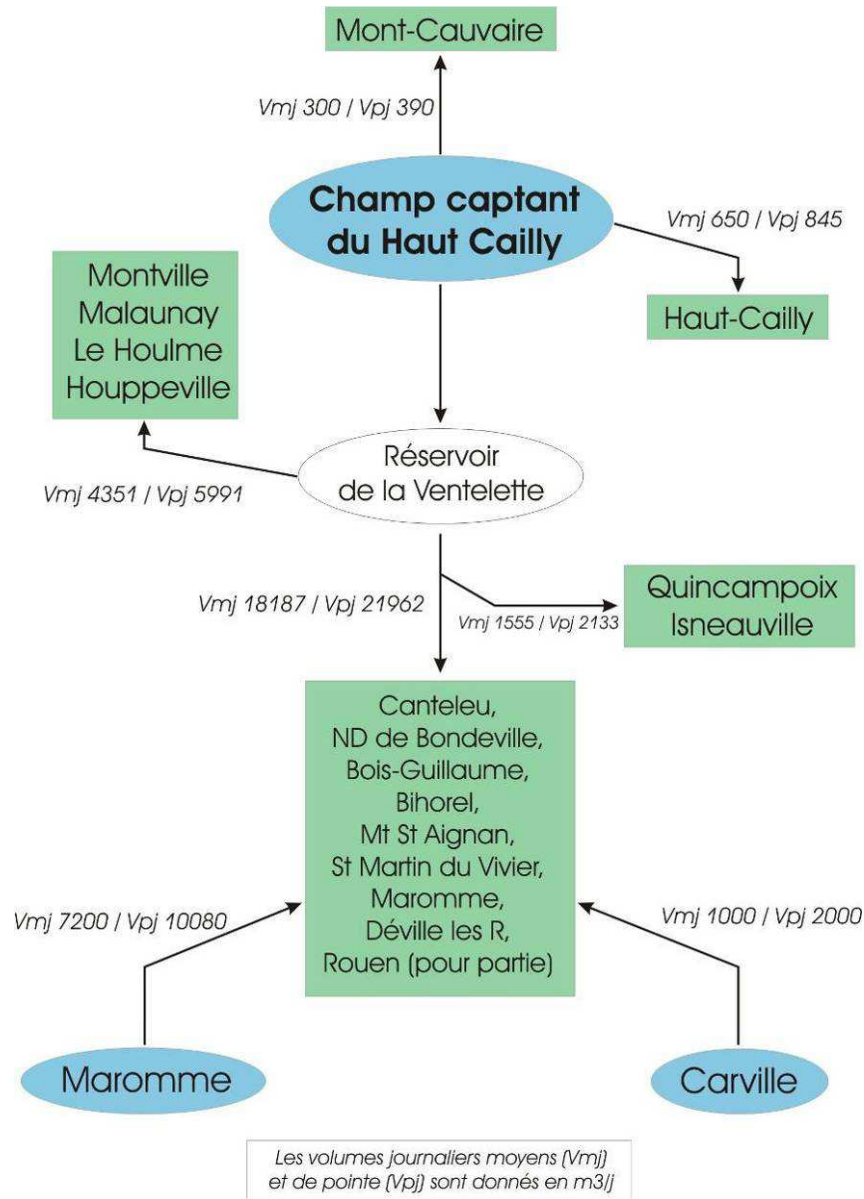 Mont-Cauvaire
Vmj 300 / Vpj 390
Champ captant
du Haut Cailly
Vmj 650 / Vpj 845
Haut-Cailly
Montville
Malaunay
Le Houlme
Houppeville
Réservoir
de la Ventelette
Vmj 4351 / Vpj 5991
Vmj 18187 / Vpj 21962
Vmj 1555 / Vpj 2133
Quincampoix
Isneauville
Canteleu,
ND de Bondeville,
Bois-Guillaume,
Bihorel,
Mt St Aignan,
St Martin du Vivier,
Maromme,
Déville les R,
Rouen (pour partie)
Vmj 7200 / Vpj 10080
Vmj 1000 / Vpj 2000
Maromme
Carville
Les volumes journaliers moyens (Vmj)
et de pointe (Vpj) sont donnés en m3/j